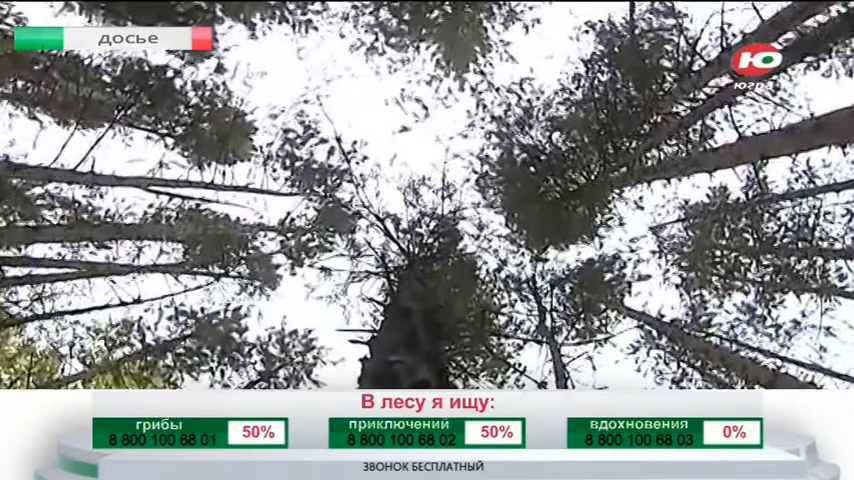 досье
Ю
югра
В лесу я ищу:
грибы
8 800 100 68 01
50%
приключений
8 800 100 68 02
50%
вдохновения
8 800 100 68 03
0%
ЗВОНОК БЕСПЛАТНЫЙ